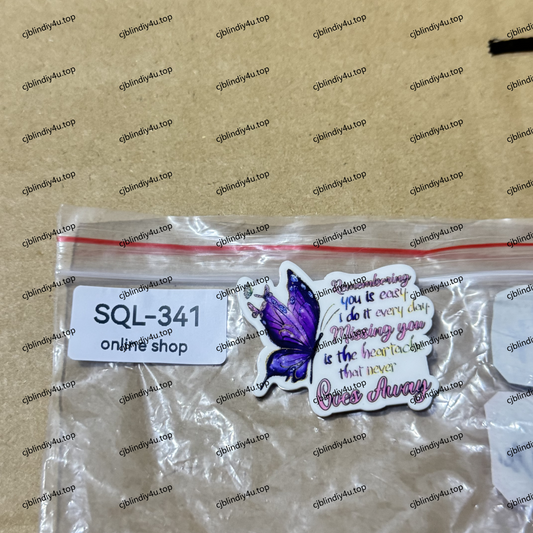 SQL-341
online shop
Remembering
you is easy
i do it every day
Missing you
is the heartache
that never
Goes Away
cjblindiy4u.top